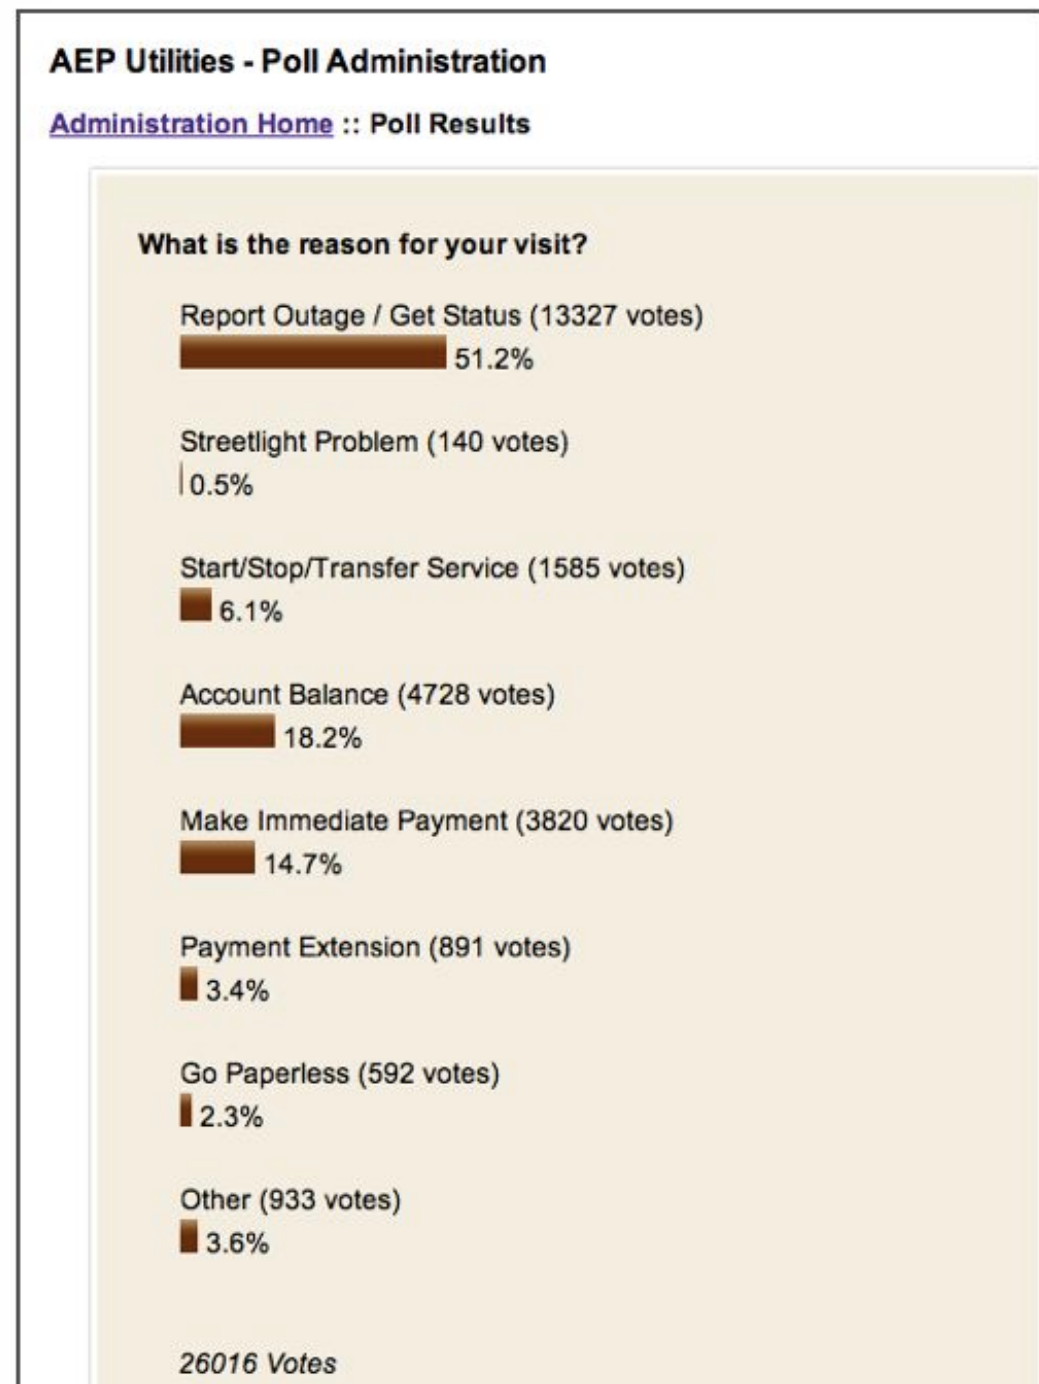 AEP Utilities - Poll Administration
Administration Home :: Poll Results
What is the reason for your visit?
Report Outage / Get Status (13327 votes)
51.2%
Streetlight Problem (140 votes)
0.5%
Start/Stop/Transfer Service (1585 votes)
6.1%
Account Balance (4728 votes)
18.2%
Make Immediate Payment (3820 votes)
14.7%
Payment Extension (891 votes)
3.4%
Go Paperless (592 votes)
2.3%
Other (933 votes)
3.6%
26016 Votes